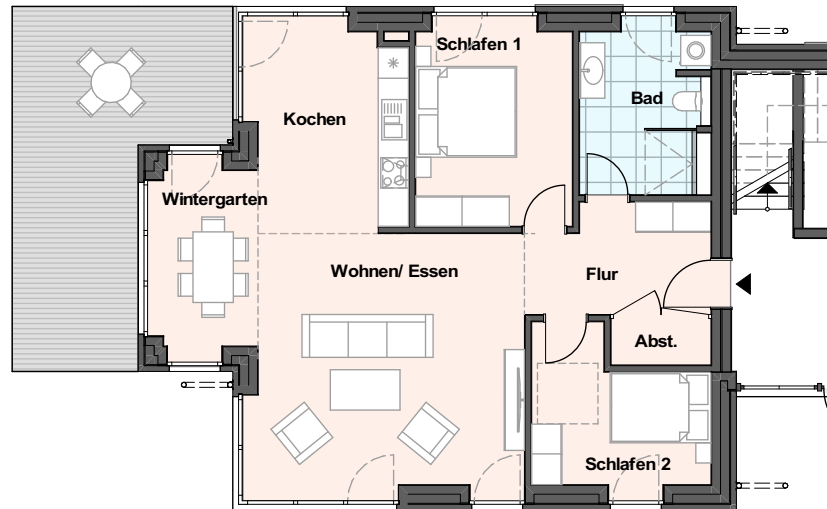 Schlafen 1
Kochen
Bad
Wintergarten
Wohnen/ Essen
Flur
Abst.
Schlafen 2